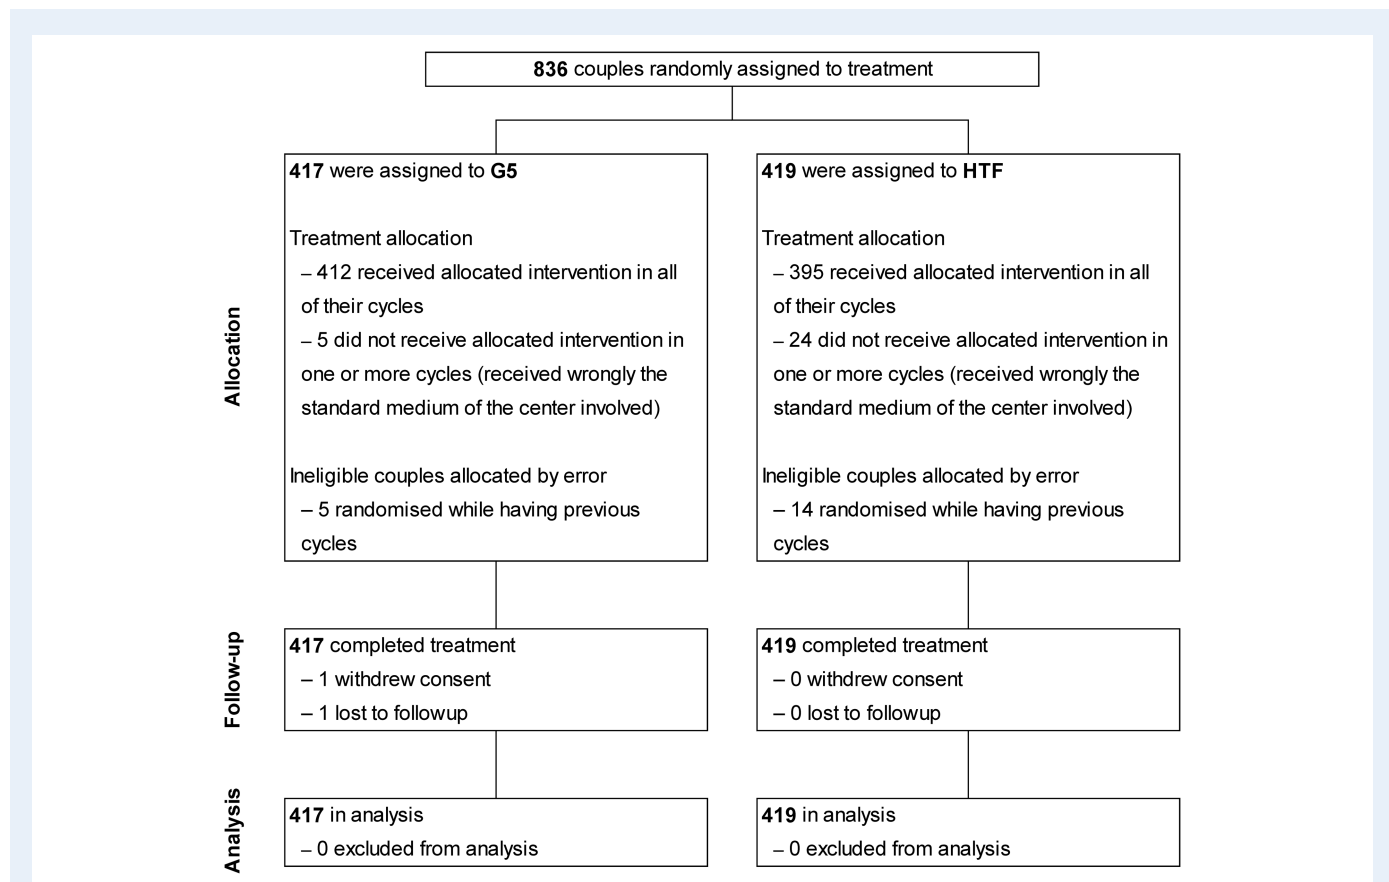 836 couples randomly assigned to treatment
Allocation
417 were assigned to G5
Treatment allocation
– 412 received allocated intervention in all
of their cycles
– 5 did not receive allocated intervention in
one or more cycles (received wrongly the
standard medium of the center involved)
Ineligible couples allocated by error
– 5 randomised while having previous
cycles
419 were assigned to HTF
Treatment allocation
– 395 received allocated intervention in all
of their cycles
– 24 did not receive allocated intervention in
one or more cycles (received wrongly the
standard medium of the center involved)
Ineligible couples allocated by error
– 14 randomised while having previous
cycles
Follow-up
417 completed treatment
– 1 withdrew consent
– 1 lost to followup
419 completed treatment
– 0 withdrew consent
– 0 lost to followup
Analysis
417 in analysis
– 0 excluded from analysis
419 in analysis
– 0 excluded from analysis